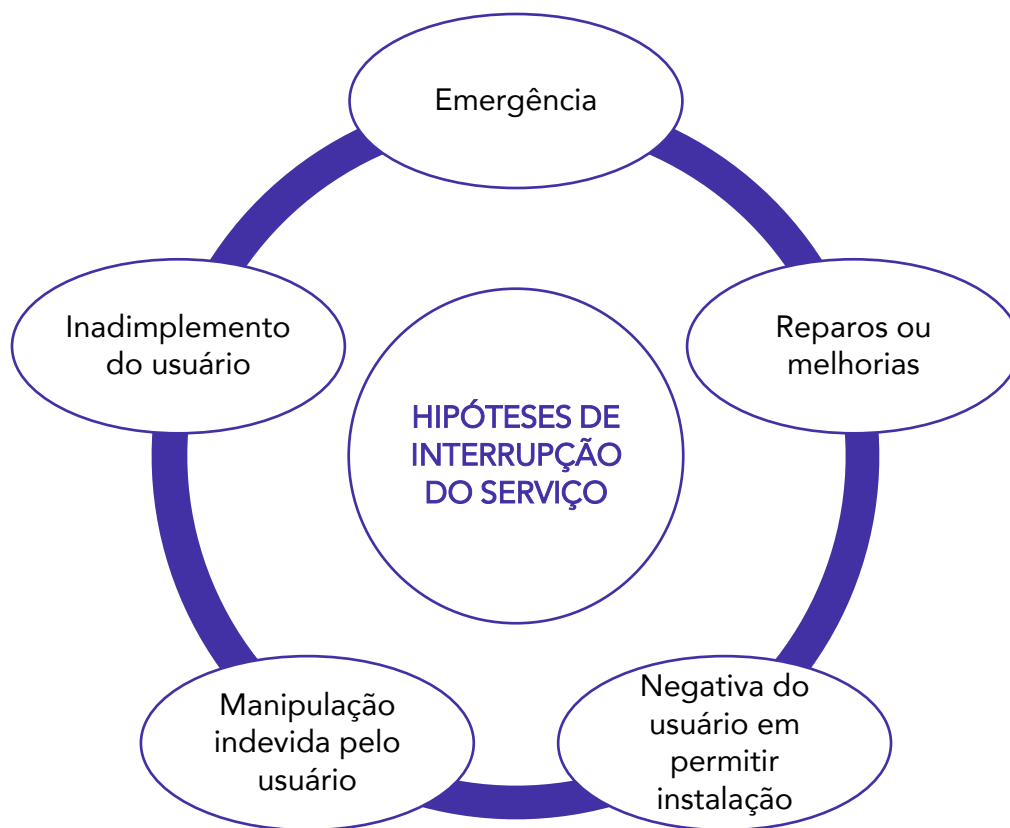 Emergência
Reparos ou
melhorias
Negativa do
usuário em
permitir
instalação
Manipulação
indevida pelo
usuário
Inadimplemento
do usuário
HIPÓTESES DE
INTERRUPÇÃO
DO SERVIÇO